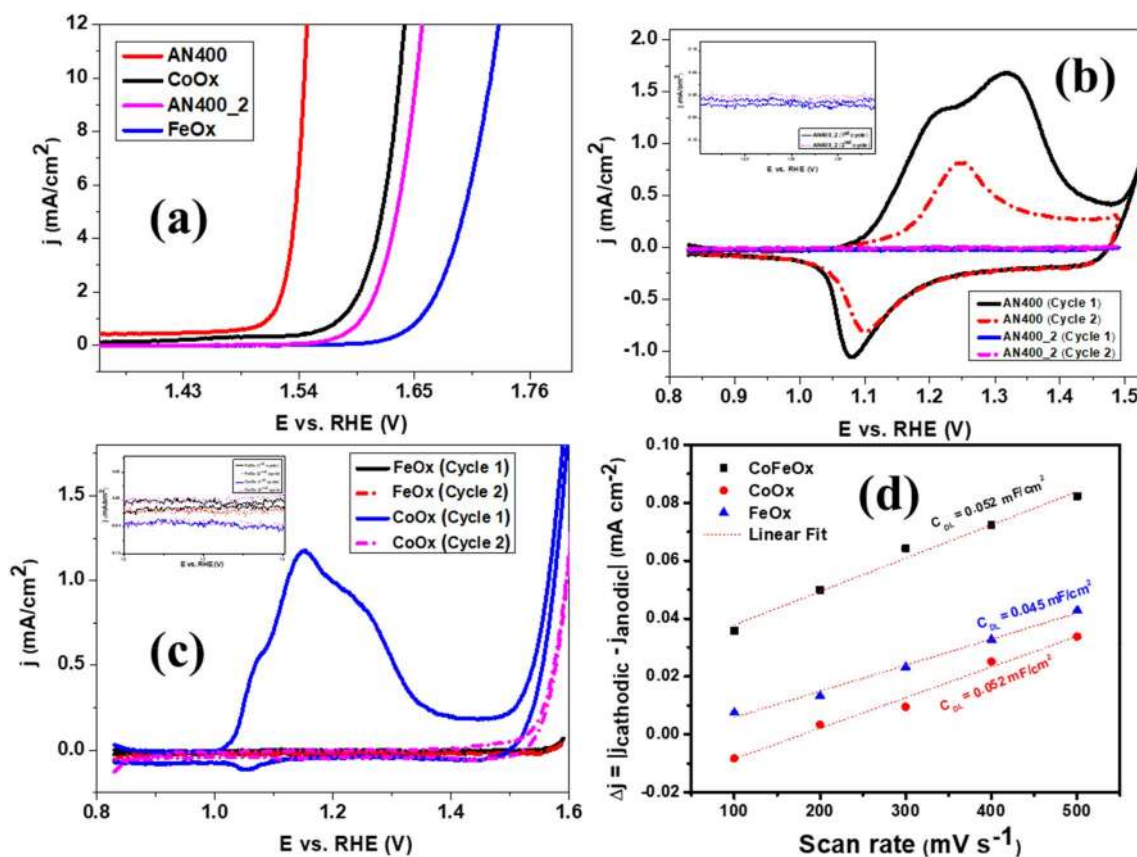 12
10
8
6
4
2
0
j (mA/cm²)
AN400
CoOx
AN400_2
FeOx
(a)
1.43
1.54
1.65
1.76
E vs. RHE (V)
2.0
1.5
1.0
0.5
0.0
-0.5
-1.0
j (mA/cm²)
E vs. RHE (V)
(b)
AN400 (Cycle 1)
AN400 (Cycle 2)
AN400_2 (Cycle 1)
AN400_2 (Cycle 2)
0.8 0.9 1.0 1.1 1.2 1.3 1.4 1.5
E vs. RHE (V)
1.5
1.0
0.5
0.0
j (mA/cm²)
E vs. RHE (V)
FeOx (Cycle 1)
FeOx (Cycle 2)
CoOx (Cycle 1)
CoOx (Cycle 2)
(c)
0.8 1.0 1.2 1.4 1.6
E vs. RHE (V)
0.10
0.08
0.06
0.04
0.02
0.00
-0.02
Δj = |jcathodic - janodic| (mA cm-2)
CoFeOx
CoOx
FeOx
Linear Fit
(d)
C DL = 0.052 mF/cm²
C DL = 0.045 mF/cm²
C DL = 0.052 mF/cm²
100 200 300 400 500
Scan rate (mV s⁻¹)